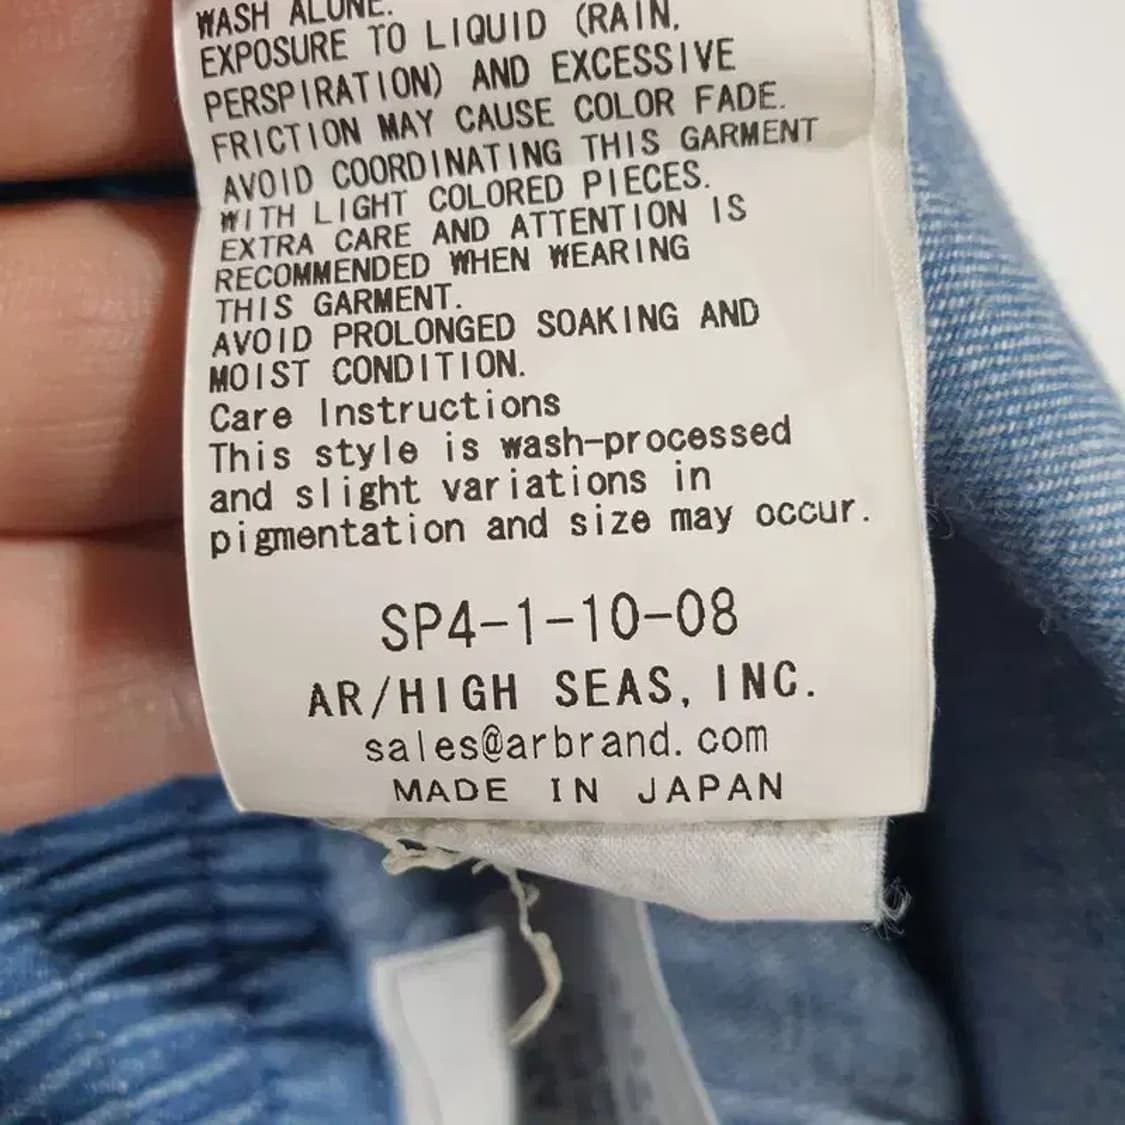 WASH ALONE.
EXPOSURE TO LIQUID (RAIN,
PERSPIRATION) AND EXCESSIVE
FRICTION MAY CAUSE COLOR FADE.
AVOID COORDINATING THIS GARMENT
WITH LIGHT COLORED PIECES.
EXTRA CARE AND ATTENTION IS
RECOMMENDED WHEN WEARING
THIS GARMENT.
AVOID PROLONGED SOAKING AND
MOIST CONDITION.
Care Instructions
This style is wash-processed
and slight variations in
pigmentation and size may occur.
SP4-1-10-08
AR/HIGH SEAS, INC.
sales@arbrand.com
MADE IN JAPAN